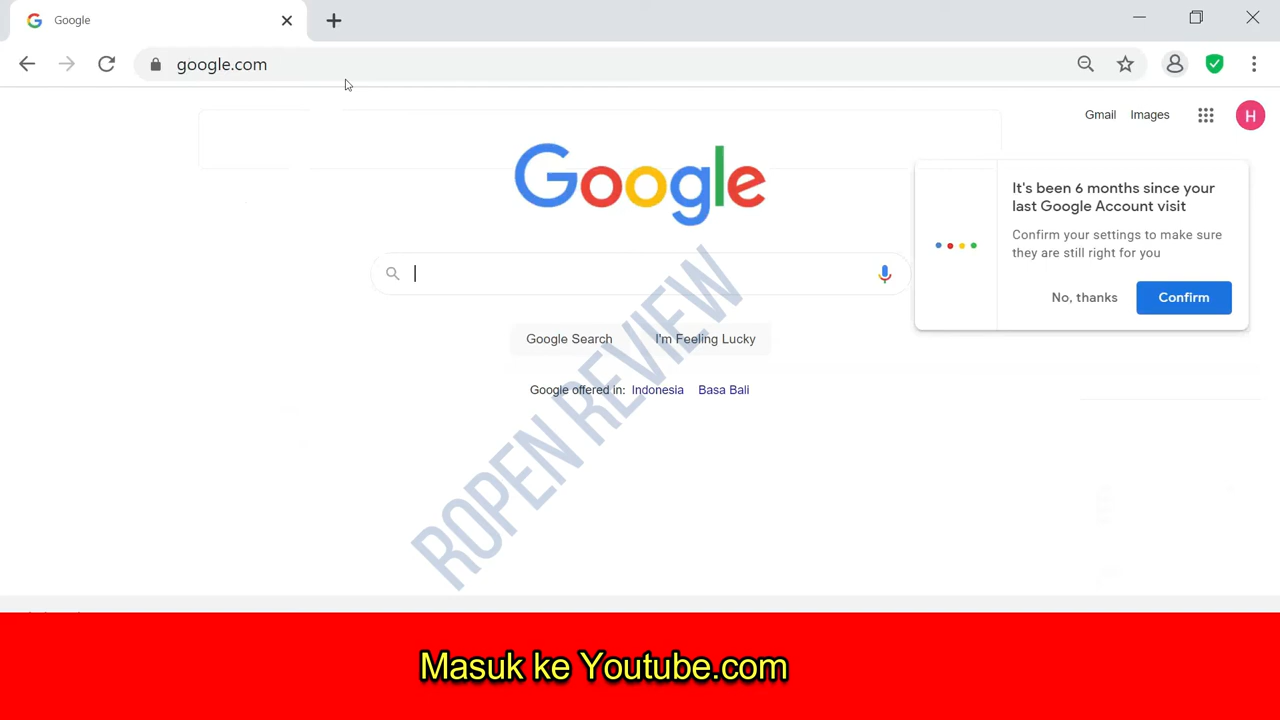 Google
google.com
Gmail Images
H
Google
It's been 6 months since your
last Google Account visit
Confirm your settings to make sure
they are still right for you
No, thanks Confirm
Google Search I'm Feeling Lucky
Google offered in: Indonesia Basa Bali
ROPEN REVIEW
Masuk ke Youtube.com